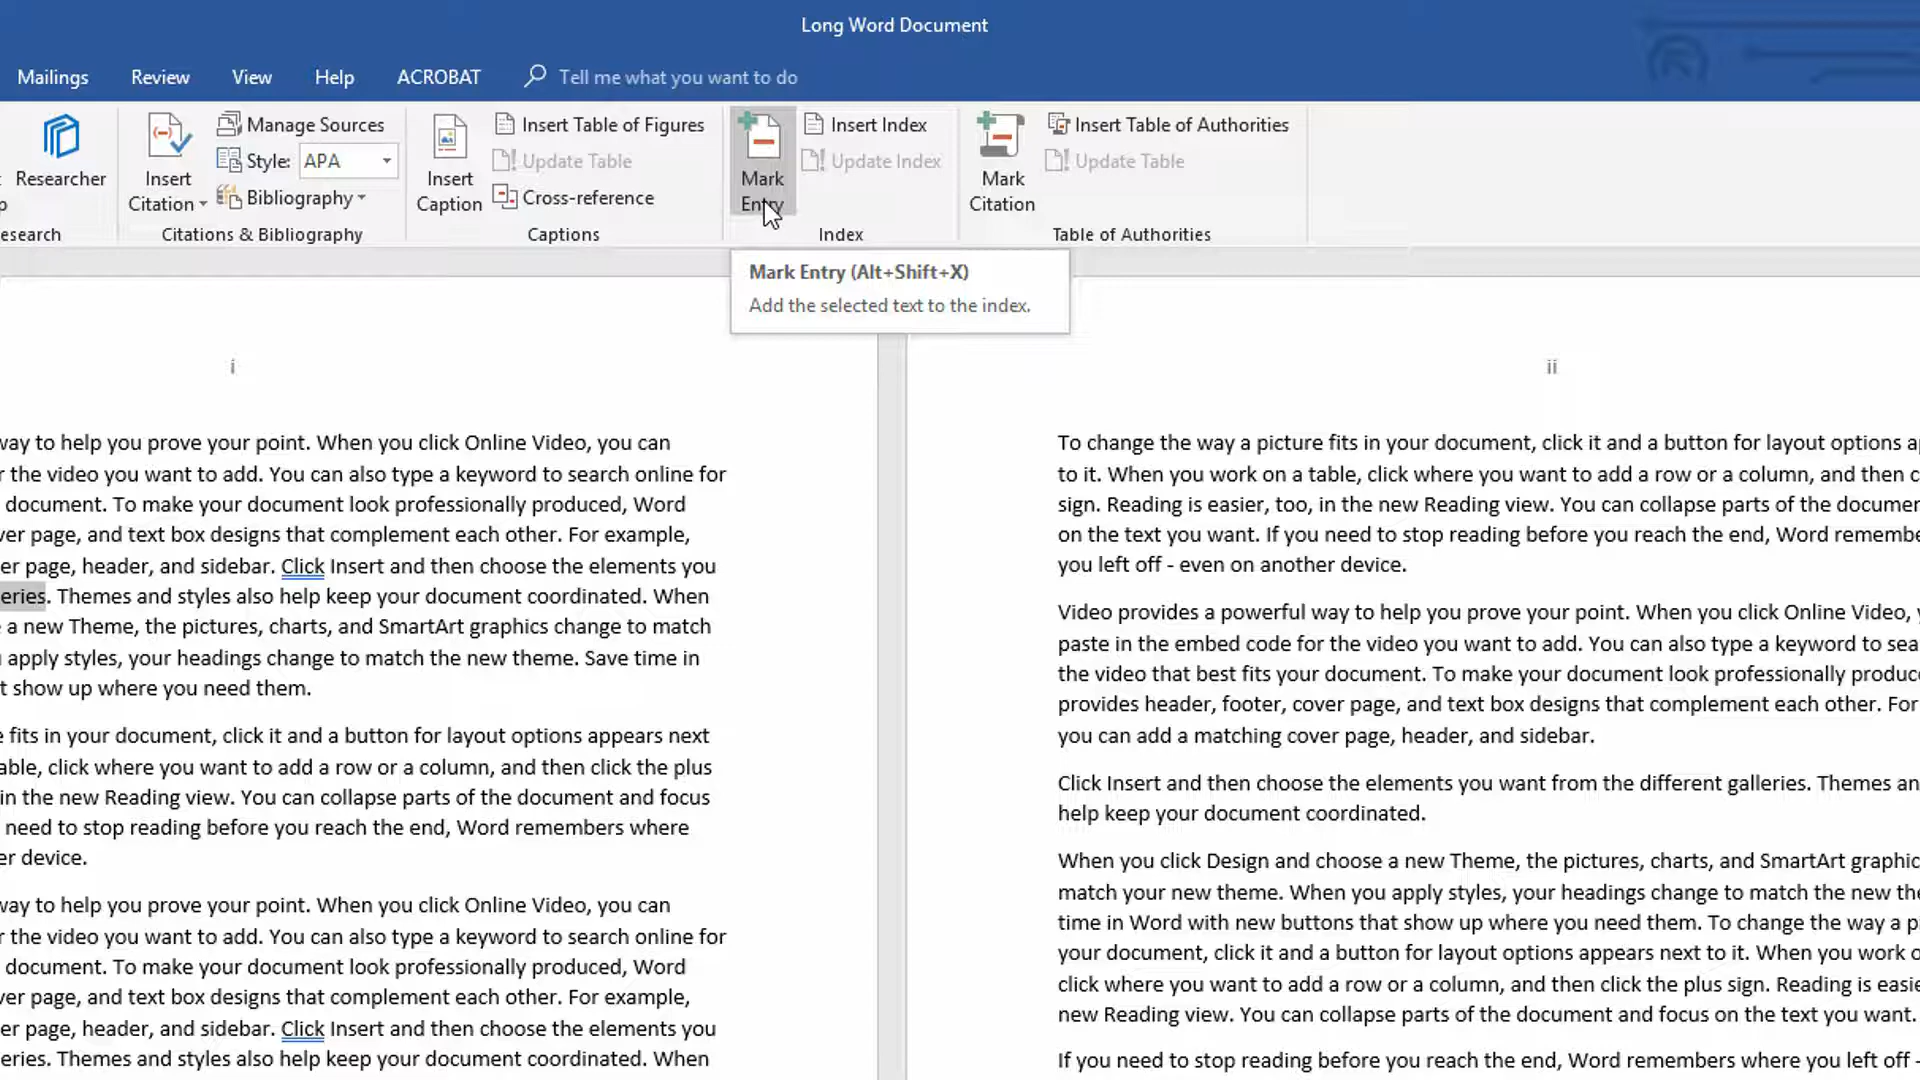 Long Word Document
Mailings Review View Help ACROBAT Tell me what you want to do
Researcher
esearch
Insert Citation
Manage Sources
Style: APA
Bibliography
Citations & Bibliography
Insert Caption
Insert Table of Figures
Update Table
Cross-reference
Captions
Mark Entry
Insert Index
Update Index
Index
Mark Citation
Insert Table of Authorities
Update Table
Table of Authorities
Mark Entry (Alt+Shift+X)
Add the selected text to the index.
i
way to help you prove your point. When you click Online Video, you can
r the video you want to add. You can also type a keyword to search online for
document. To make your document look professionally produced, Word
ver page, and text box designs that complement each other. For example,
er page, header, and sidebar. Click Insert and then choose the elements you
eries. Themes and styles also help keep your document coordinated. When
a new Theme, the pictures, charts, and SmartArt graphics change to match
apply styles, your headings change to match the new theme. Save time in
t show up where you need them.
fits in your document, click it and a button for layout options appears next
able, click where you want to add a row or a column, and then click the plus
in the new Reading view. You can collapse parts of the document and focus
need to stop reading before you reach the end, Word remembers where
er device.
way to help you prove your point. When you click Online Video, you can
r the video you want to add. You can also type a keyword to search online for
document. To make your document look professionally produced, Word
ver page, and text box designs that complement each other. For example,
er page, header, and sidebar. Click Insert and then choose the elements you
eries. Themes and styles also help keep your document coordinated. When
ii
To change the way a picture fits in your document, click it and a button for layout options ap
to it. When you work on a table, click where you want to add a row or a column, and then c
sign. Reading is easier, too, in the new Reading view. You can collapse parts of the documen
on the text you want. If you need to stop reading before you reach the end, Word remembe
you left off - even on another device.
Video provides a powerful way to help you prove your point. When you click Online Video, y
paste in the embed code for the video you want to add. You can also type a keyword to sea
the video that best fits your document. To make your document look professionally produce
provides header, footer, cover page, and text box designs that complement each other. For
you can add a matching cover page, header, and sidebar.
Click Insert and then choose the elements you want from the different galleries. Themes an
help keep your document coordinated.
When you click Design and choose a new Theme, the pictures, charts, and SmartArt graphic
match your new theme. When you apply styles, your headings change to match the new the
time in Word with new buttons that show up where you need them. To change the way a p
your document, click it and a button for layout options appears next to it. When you work o
click where you want to add a row or a column, and then click the plus sign. Reading is easie
new Reading view. You can collapse parts of the document and focus on the text you want.
If you need to stop reading before you reach the end, Word remembers where you left off -